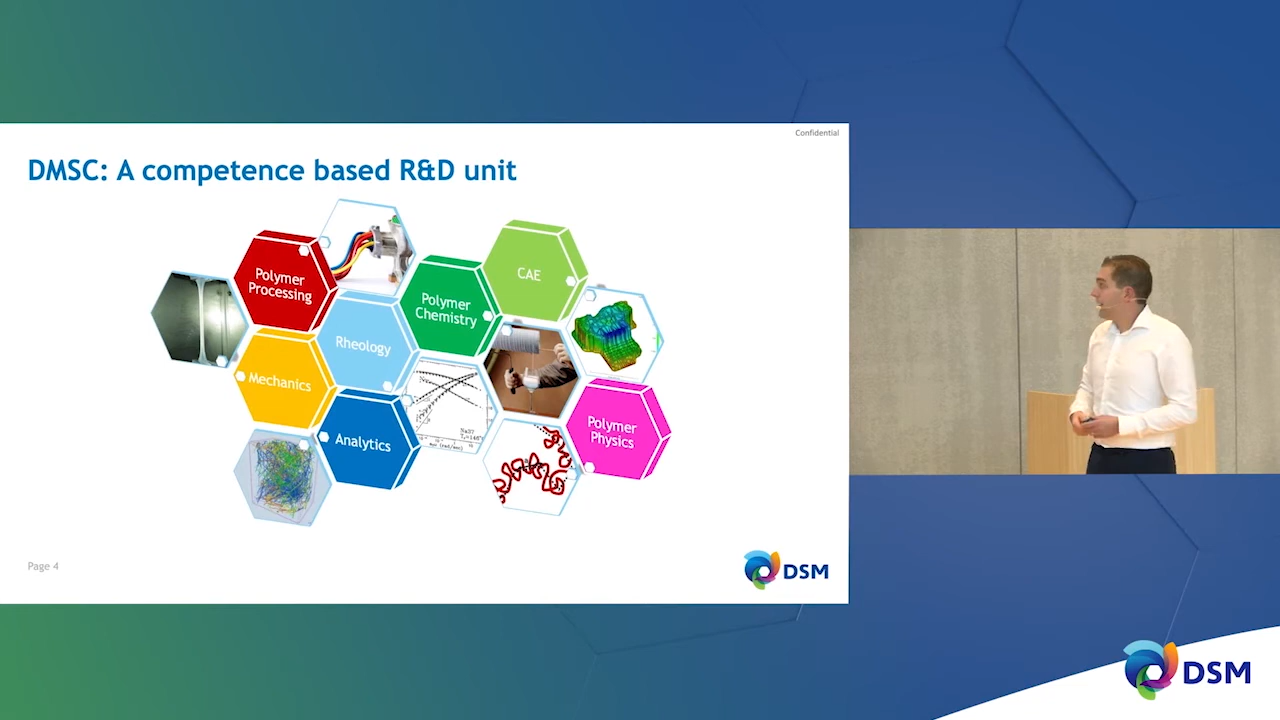 Confidential
DMSC: A competence based R&D unit
Polymer
Processing
CAE
Polymer
Chemistry
Rheology
Mechanics
Polymer
Physics
Analytics
Page 4
DSM
DSM